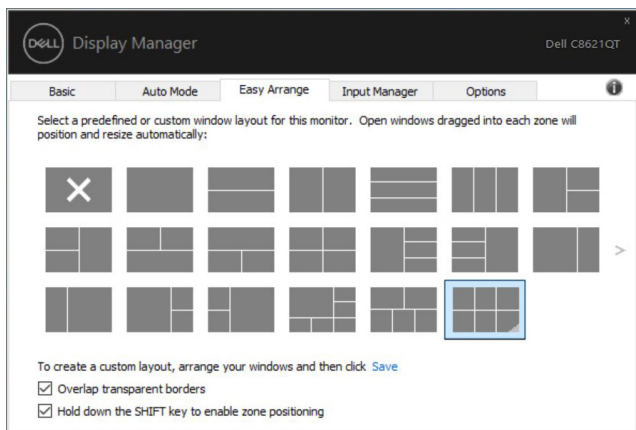 x
DELL Display Manager
Dell C8621QT
Basic Auto Mode Easy Arrange Input Manager Options
Select a predefined or custom window layout for this monitor. Open windows dragged into each zone will
position and resize automatically:
>
To create a custom layout, arrange your windows and then click Save
Overlap transparent borders
Hold down the SHIFT key to enable zone positioning